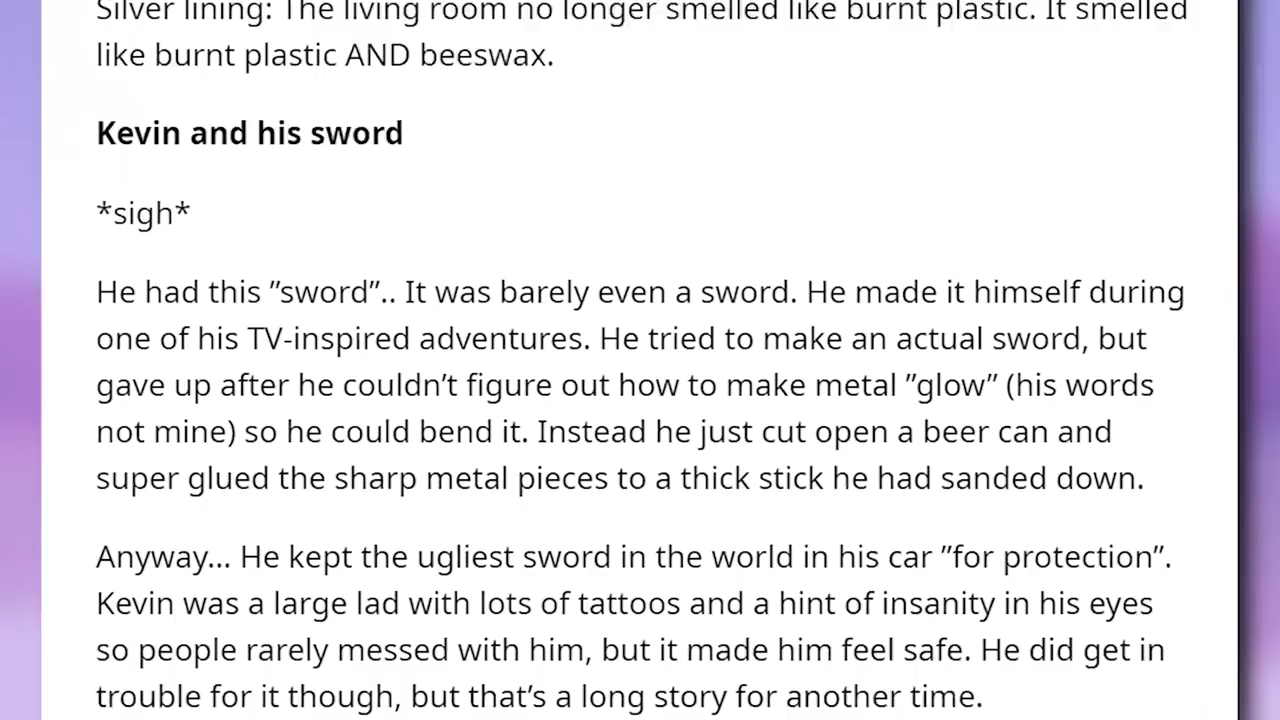 Silver lining: The living room no longer smelled like burnt plastic. It smelled
like burnt plastic AND beeswax.
Kevin and his sword
*sigh*
He had this ”sword”.. It was barely even a sword. He made it himself during
one of his TV-inspired adventures. He tried to make an actual sword, but
gave up after he couldn’t figure out how to make metal ”glow” (his words
not mine) so he could bend it. Instead he just cut open a beer can and
super glued the sharp metal pieces to a thick stick he had sanded down.
Anyway... He kept the ugliest sword in the world in his car ”for protection”.
Kevin was a large lad with lots of tattoos and a hint of insanity in his eyes
so people rarely messed with him, but it made him feel safe. He did get in
trouble for it though, but that’s a long story for another time.